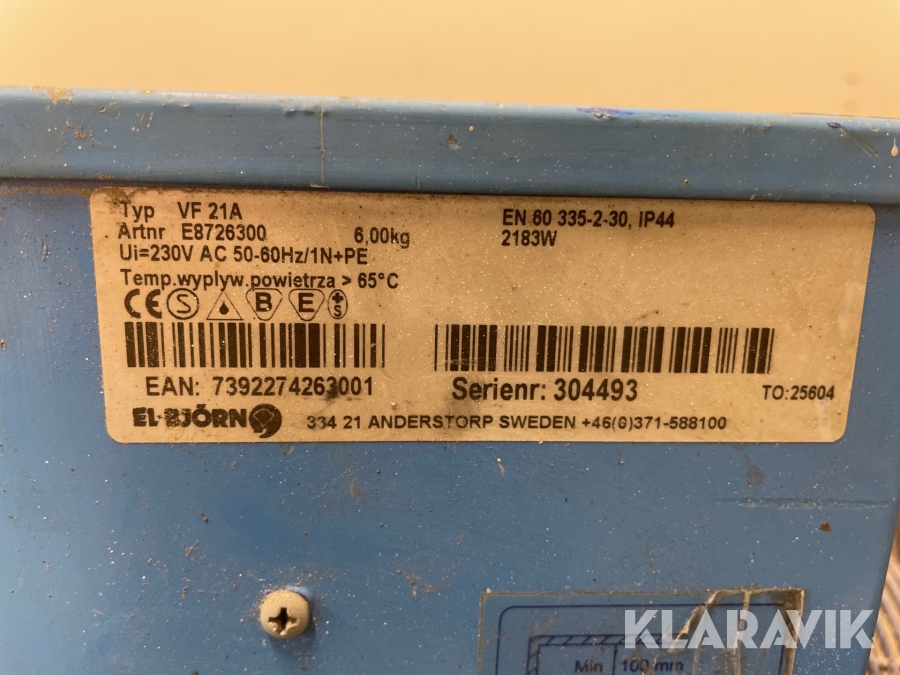 Typ VF 21A
Artnr E8726300 6,00kg
Ui=230V AC 50-60Hz/1N+PE
Temp.wyplyw.powietrza > 65°C
EN 60 335-2-30, IP44
2183W
CE S B E +S
EAN: 7392274263001
Serienr: 304493
TO:25604
EL-BJÖRN
334 21 ANDERSTORP SWEDEN +46(0)371-588100
Min 100 mm
KLARAVIK